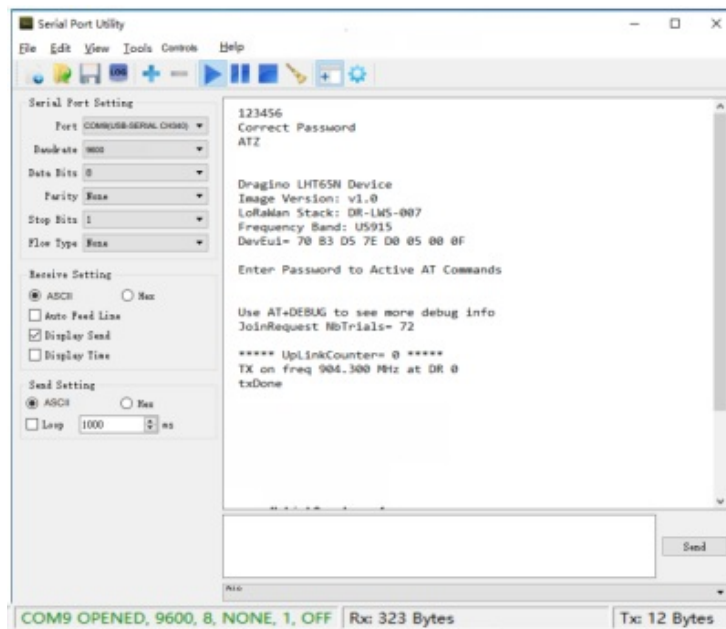 Serial Port Utility
File Edit View Tools Controls Help
LOG
Serial Port Setting
Port COM9(USB-SERIAL CH340)
Baudrate 9600
Data Bits 8
Parity None
Stop Bits 1
Flow Type None
Receive Setting
ASCII Hex
Auto Feed Line
Display Send
Display Time
Send Setting
ASCII Hex
Loop 1000 ms
123456
Correct Password
ATZ
Dragino LHT65N Device
Image Version: v1.0
LoRaWan Stack: DR-LWS-007
Frequency Band: US915
DevEui= 70 B3 D5 7E D0 05 00 0F
Enter Password to Active AT Commands
Use AT+DEBUG to see more debug info
JoinRequest NbTrials= 72
***** UpLinkCounter= 0 *****
TX on freq 904.300 MHz at DR 0
txDone
Send
COM9 OPENED, 9600, 8, NONE, 1, OFF Rx: 323 Bytes Tx: 12 Bytes